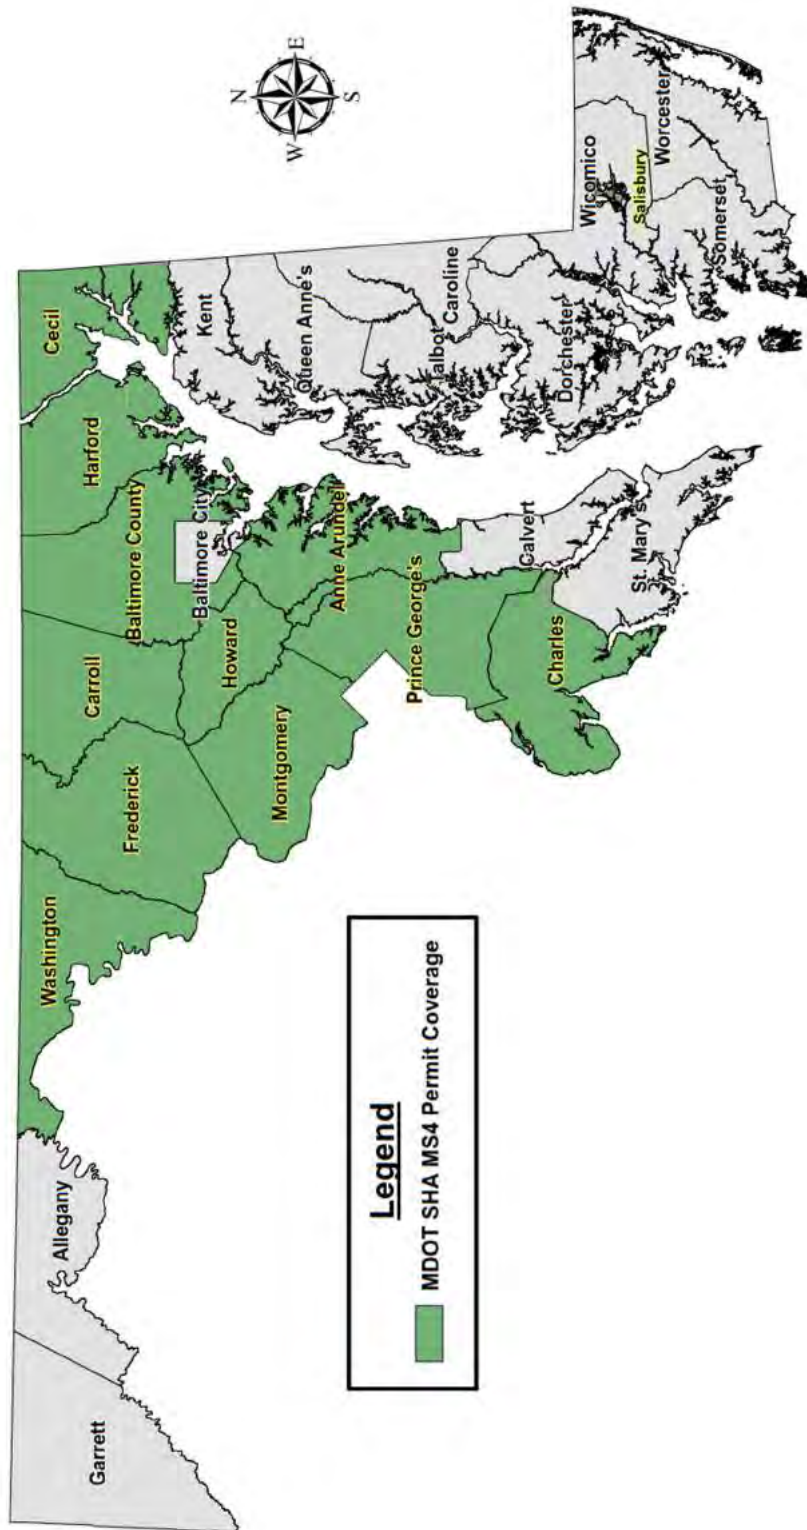 Garrett
Allegany
Washington
Frederick
Carroll
Baltimore County
Harford
Cecil
Baltimore City
Howard
Montgomery
Anne Arundel
Prince George's
Charles
Calvert
St. Mary's
Kent
Queen Anne's
Talbot
Caroline
Dorchester
Wicomico
Salisbury
Somerset
Worcester
N
E
S
W
Legend
MDOT SHA MS4 Permit Coverage